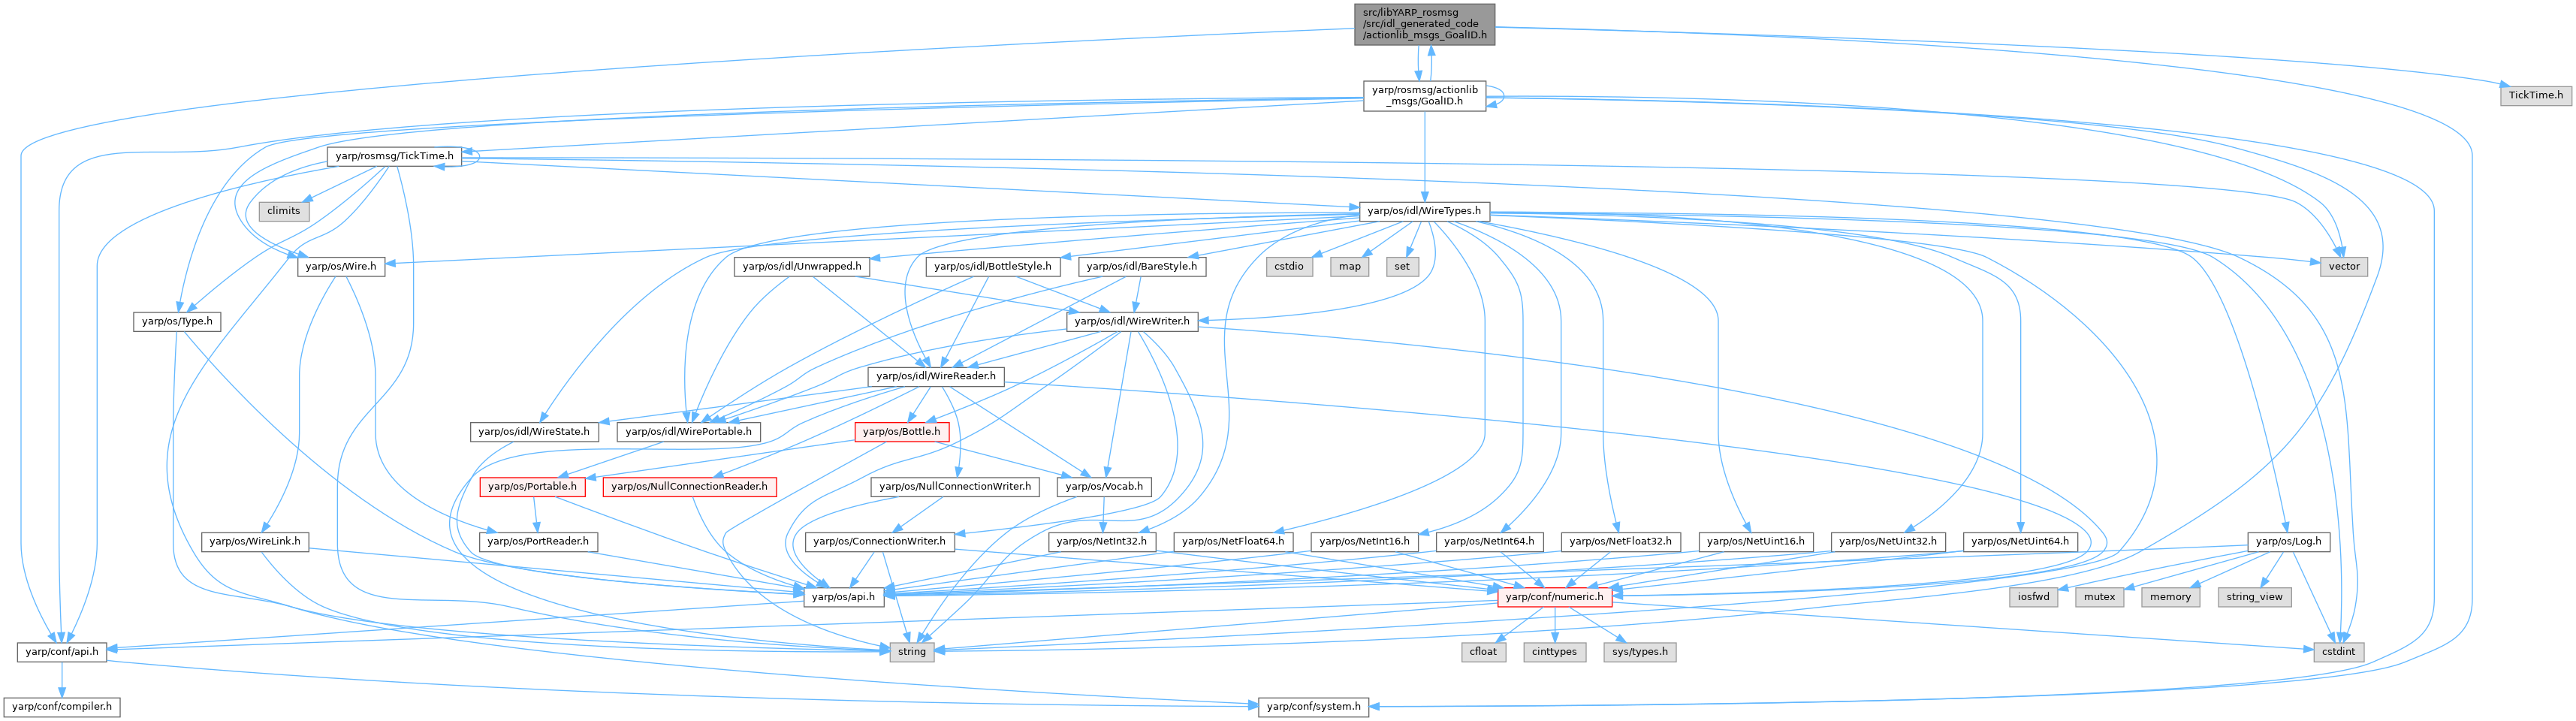 src/libYARP_rosmsg
/src/idl_generated_code
/actionlib_msgs_GoalID.h
yarp/rosmsg/actionlib
_msgs/GoalID.h
TickTime.h
yarp/rosmsg/TickTime.h
climits
yarp/os/idl/WireTypes.h
yarp/os/Wire.h
yarp/os/idl/Unwrapped.h
yarp/os/idl/BottleStyle.h
yarp/os/idl/BareStyle.h
cstdio
map
set
vector
yarp/os/Type.h
yarp/os/idl/WireWriter.h
yarp/os/idl/WireReader.h
yarp/os/idl/WireState.h
yarp/os/idl/WirePortable.h
yarp/os/Bottle.h
yarp/os/Portable.h
yarp/os/NullConnectionReader.h
yarp/os/NullConnectionWriter.h
yarp/os/Vocab.h
yarp/os/WireLink.h
yarp/os/PortReader.h
yarp/os/ConnectionWriter.h
yarp/os/NetInt32.h
yarp/os/NetFloat64.h
yarp/os/NetInt16.h
yarp/os/NetInt64.h
yarp/os/NetFloat32.h
yarp/os/NetUint16.h
yarp/os/NetUint32.h
yarp/os/NetUint64.h
yarp/os/Log.h
yarp/os/api.h
yarp/conf/numeric.h
iosfwd
mutex
memory
string_view
yarp/conf/api.h
string
cfloat
cinttypes
sys/types.h
cstdint
yarp/conf/compiler.h
yarp/conf/system.h